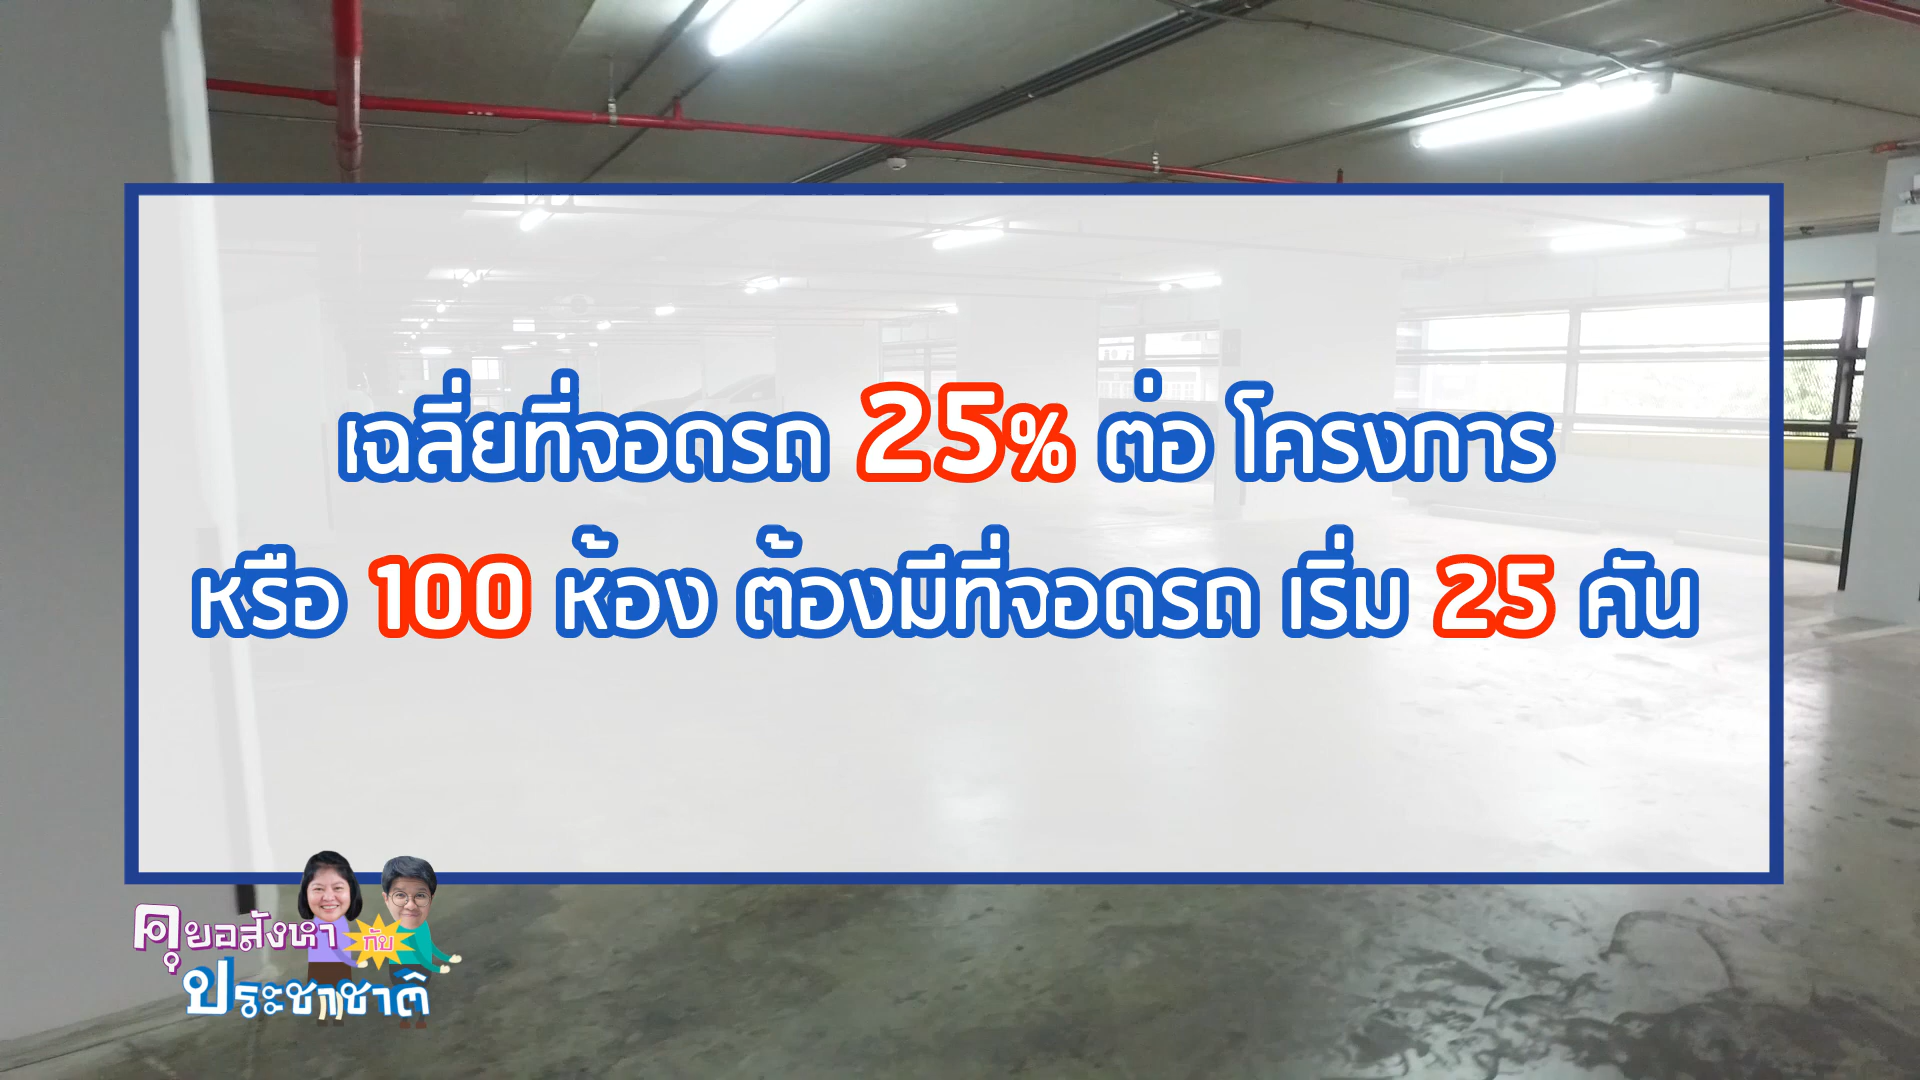 เฉลี่ยที่จอดรถ 25% ต่อ โครงการ
หรือ 100 ห้อง ต้องมีที่จอดรถ เริ่ม 25 คัน
คุยอสังหา กับ
ประชาชาติ